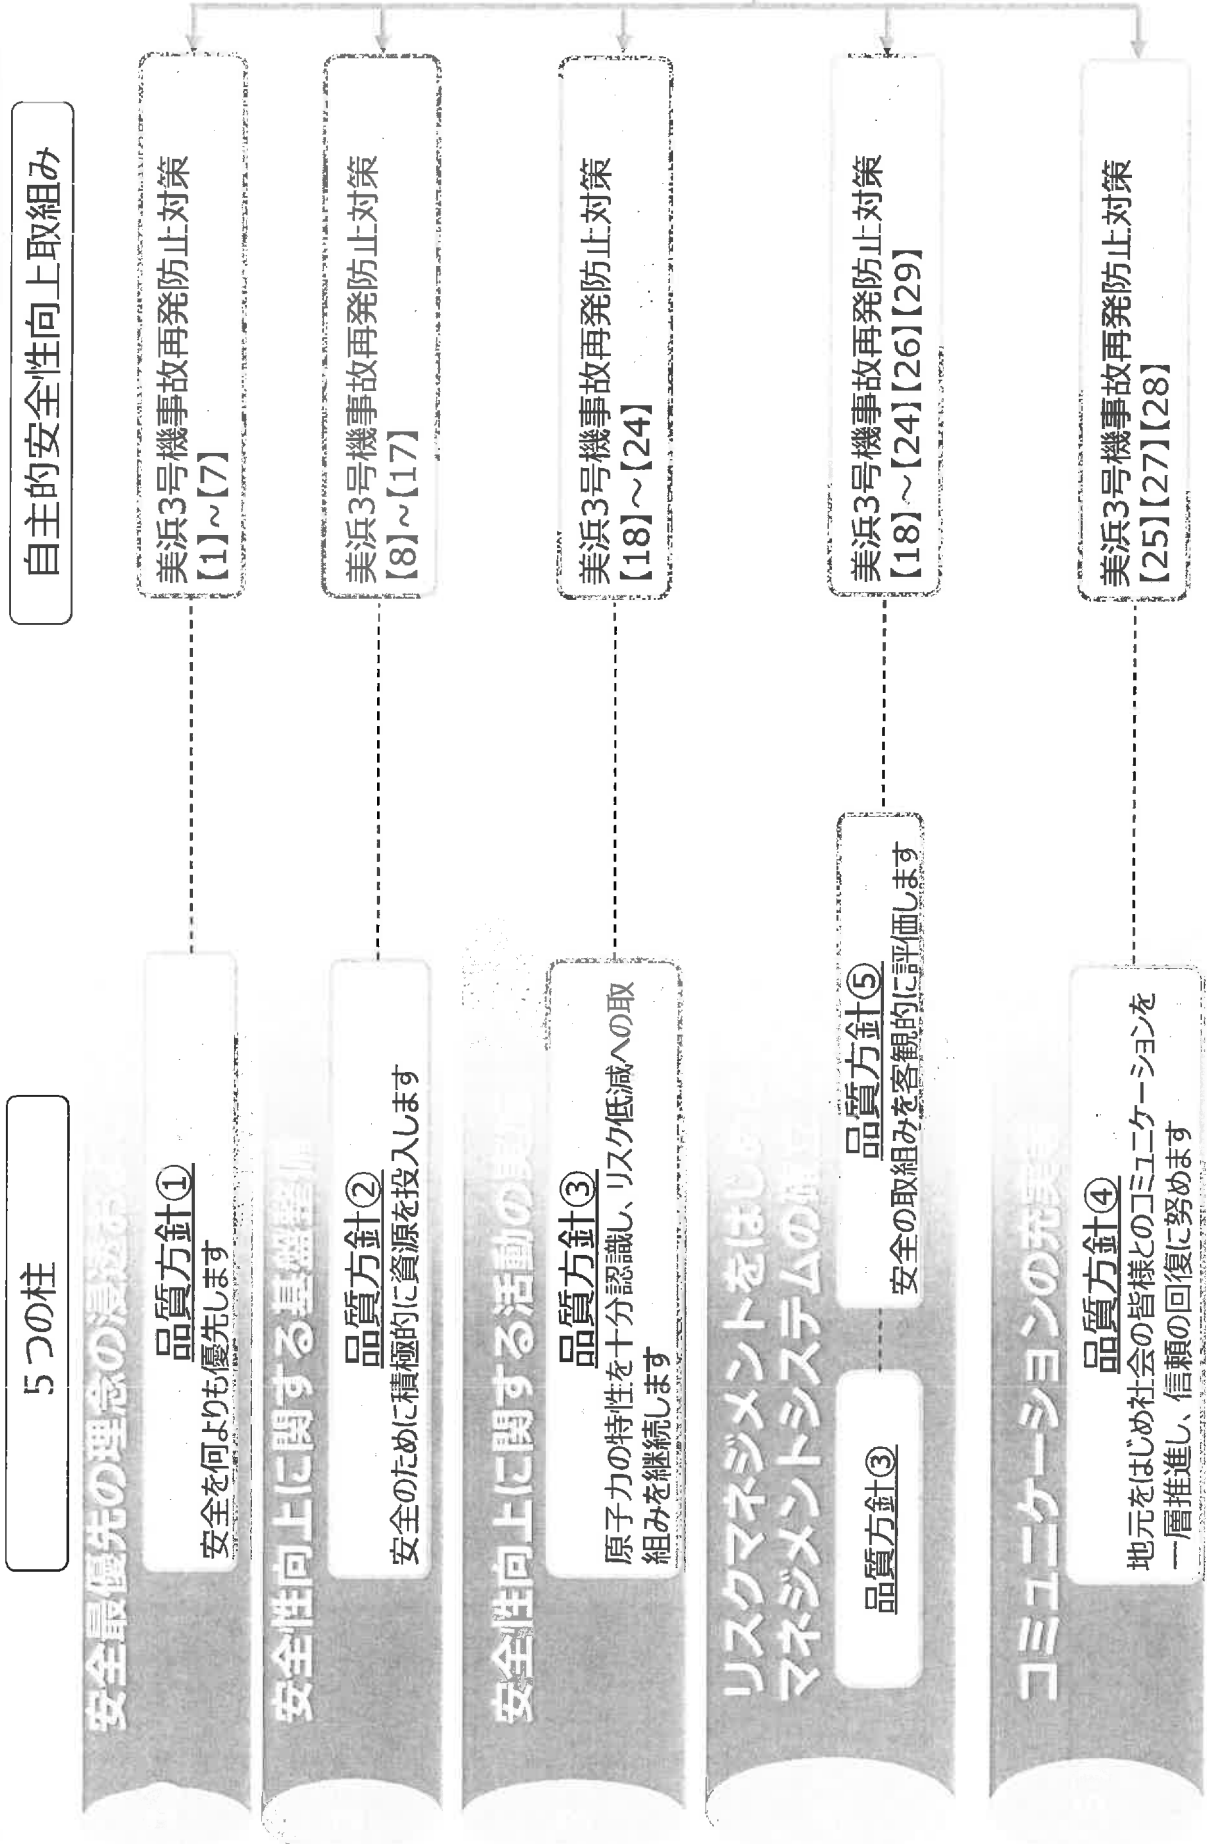 5つの柱
自主的安全性向上取組み
安全最優先の理念の浸透
品質方針①
安全を何よりも優先します
美浜3号機事故再発防止対策
【1】~【7】
安全性向上に関する基盤整備
品質方針②
安全のために積極的に資源を投入します
美浜3号機事故再発防止対策
【8】~【17】
安全性向上に関する活動の
品質方針③
原子力の特性を十分認識し、リスク低減への取
組みを継続します
美浜3号機事故再発防止対策
【18】~【24】
リスクマネジメントをはじめ
マネジメントシステムの確立
品質方針③
品質方針⑤
安全の取組みを客観的に評価します
美浜3号機事故再発防止対策
【18】~【24】【26】【29】
コミュニケーションの充実
品質方針④
地元をはじめ社会の皆様とのコミュニケーションを
一層推進し、信頼の回復に努めます
美浜3号機事故再発防止対策
【25】【27】【28】